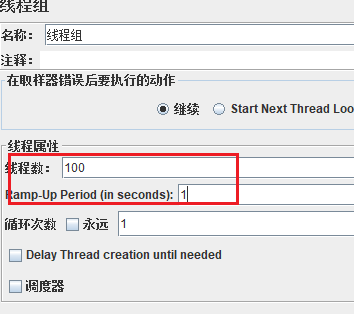 线程组
名称： 线程组
注释：
在取样器错误后要执行的动作
继续 Start Next Thread Loo
线程属性
线程数： 100
Ramp-Up Period (in seconds): 1
循环次数 永远 1
Delay Thread creation until needed
调度器